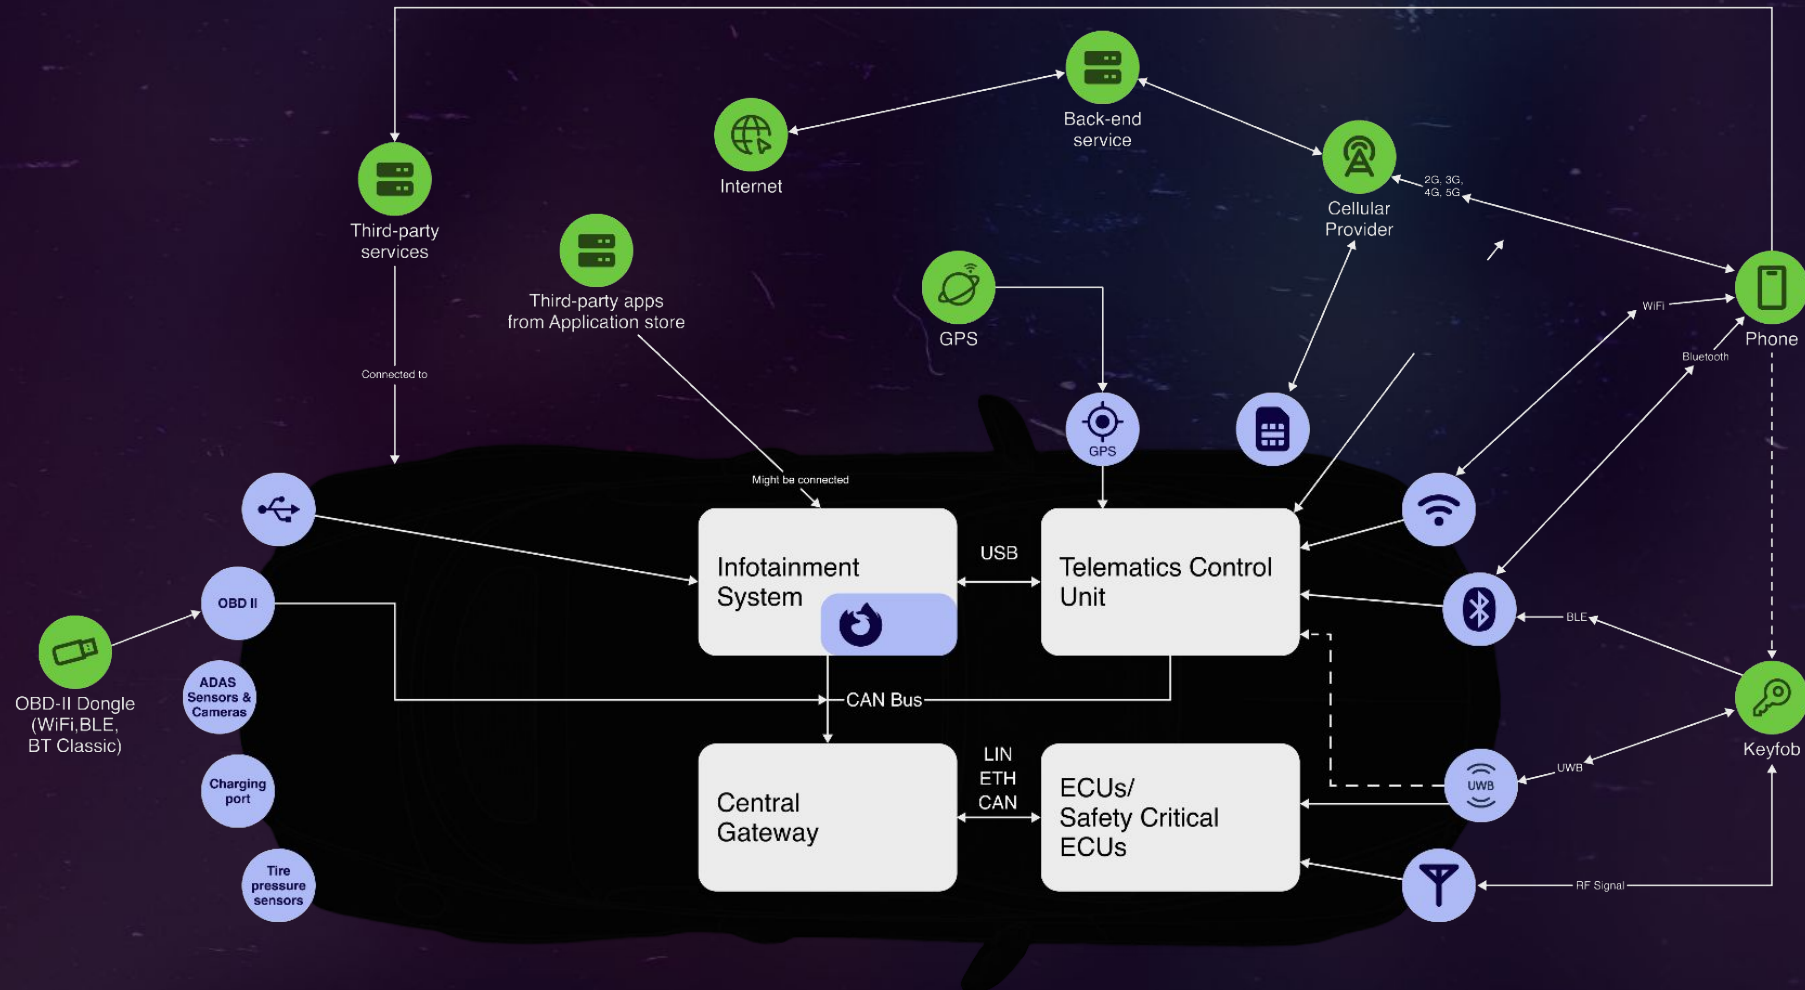 Back-end
service
Internet
2G, 3G,
4G, 5G
Cellular
Provider
Third-party
services
Third-party apps
from Application store
GPS
WiFi
Phone
Bluetooth
Connected to
GPS
Might be connected
Infotainment
System
USB
Telematics Control
Unit
OBD II
BLE
OBD-II Dongle
(WiFi,BLE,
BT Classic)
ADAS
Sensors &
Cameras
CAN Bus
Keyfob
UWB
LIN
ETH
CAN
Charging
port
Central
Gateway
ECUs/
Safety Critical
ECUs
UWB
Tire
pressure
sensors
RF Signal